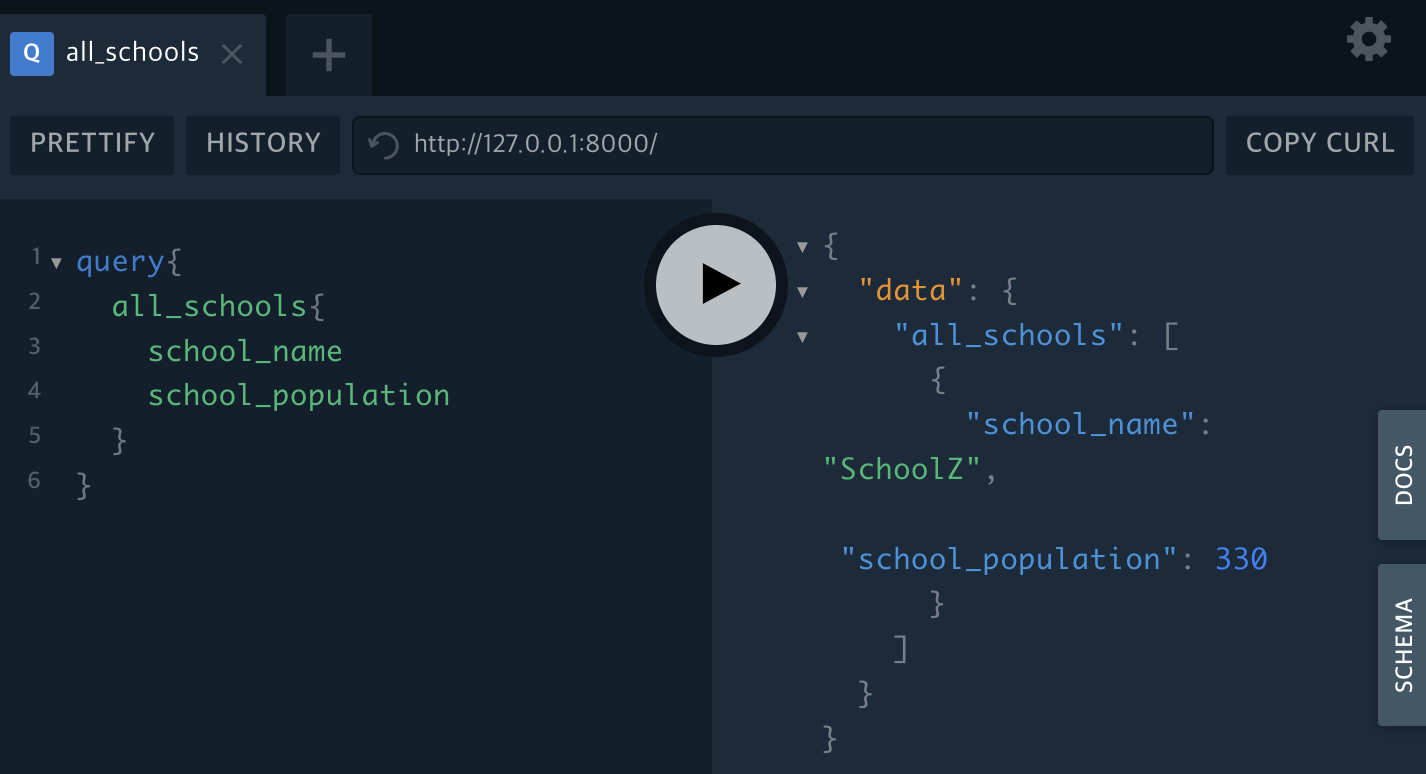 Q all_schools
PRETTIFY HISTORY http://127.0.0.1:8000/ COPY CURL
1 query{
2 all_schools{
3 school_name
4 school_population
5 }
6 }
{
"data": {
"all_schools": [
{
"school_name":
"SchoolZ",
"school_population": 330
}
]
}
}
DOCS
SCHEMA